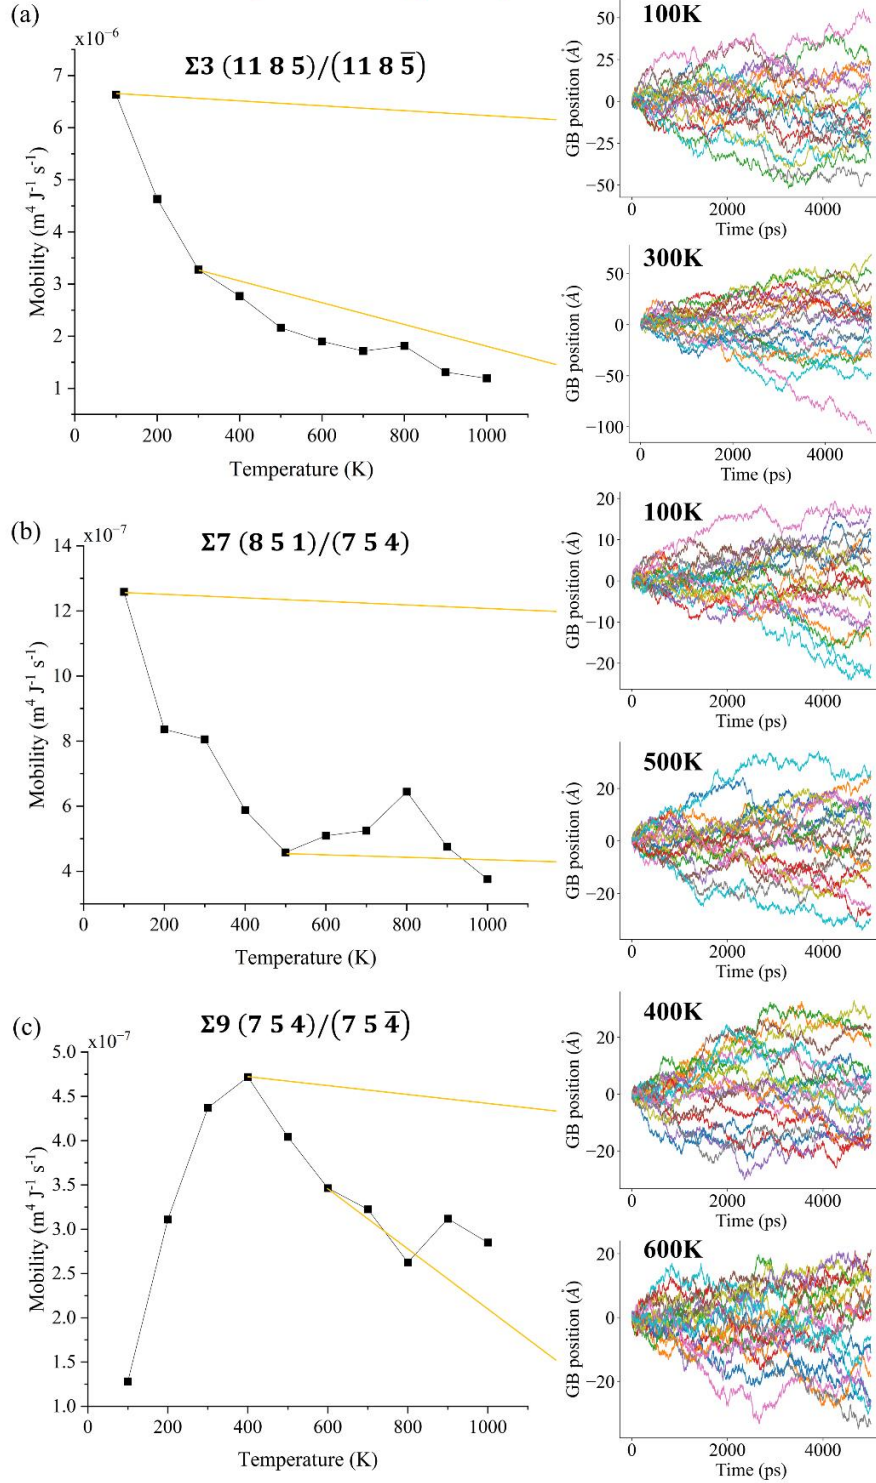 (a)
x10⁻⁶
Σ3 (11 8 5)/(11 8 5̅)
7
6
5
4
3
2
1
0 200 400 600 800 1000
Mobility (m⁴ J⁻¹ s⁻¹)
Temperature (K)
100K
50
25
0
−25
−50
0 2000 4000
GB position (Å)
Time (ps)
300K
50
0
−50
−100
0 2000 4000
GB position (Å)
Time (ps)
(b)
x10⁻⁷
Σ7 (8 5 1)/(7 5 4)
14
12
10
8
6
4
0 200 400 600 800 1000
Mobility (m⁴ J⁻¹ s⁻¹)
Temperature (K)
100K
20
10
0
−10
−20
0 2000 4000
GB position (Å)
Time (ps)
500K
20
0
−20
0 2000 4000
GB position (Å)
Time (ps)
(c)
x10⁻⁷
Σ9 (7 5 4)/(7 5 4̅)
5.0
4.5
4.0
3.5
3.0
2.5
2.0
1.5
1.0
0 200 400 600 800 1000
Mobility (m⁴ J⁻¹ s⁻¹)
Temperature (K)
400K
20
0
−20
0 2000 4000
GB position (Å)
Time (ps)
600K
20
0
−20
0 2000 4000
GB position (Å)
Time (ps)